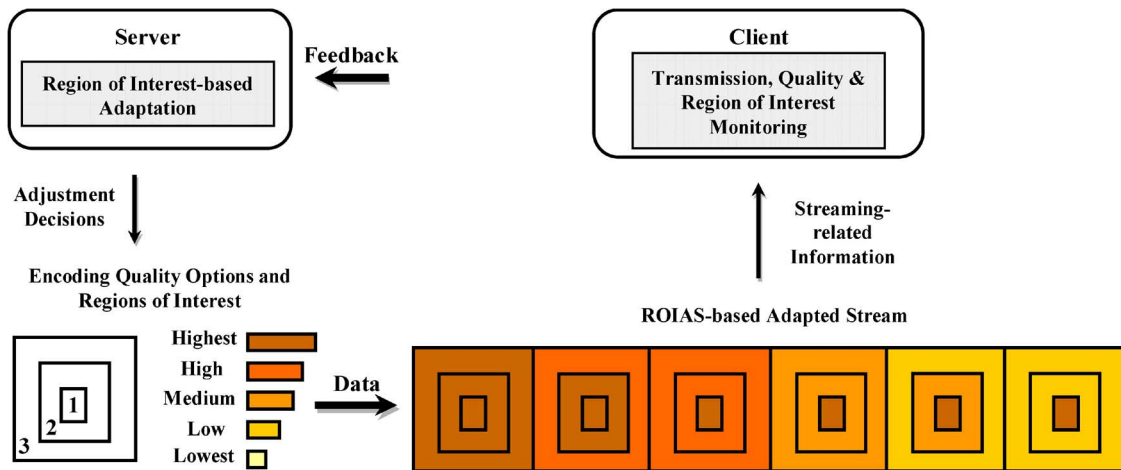 Server
Region of Interest-based
Adaptation
Feedback
Client
Transmission, Quality &
Region of Interest
Monitoring
Adjustment
Decisions
Streaming-
related
Information
Encoding Quality Options and
Regions of Interest
1
2
3
Highest
High
Medium
Low
Lowest
Data
ROIAS-based Adapted Stream